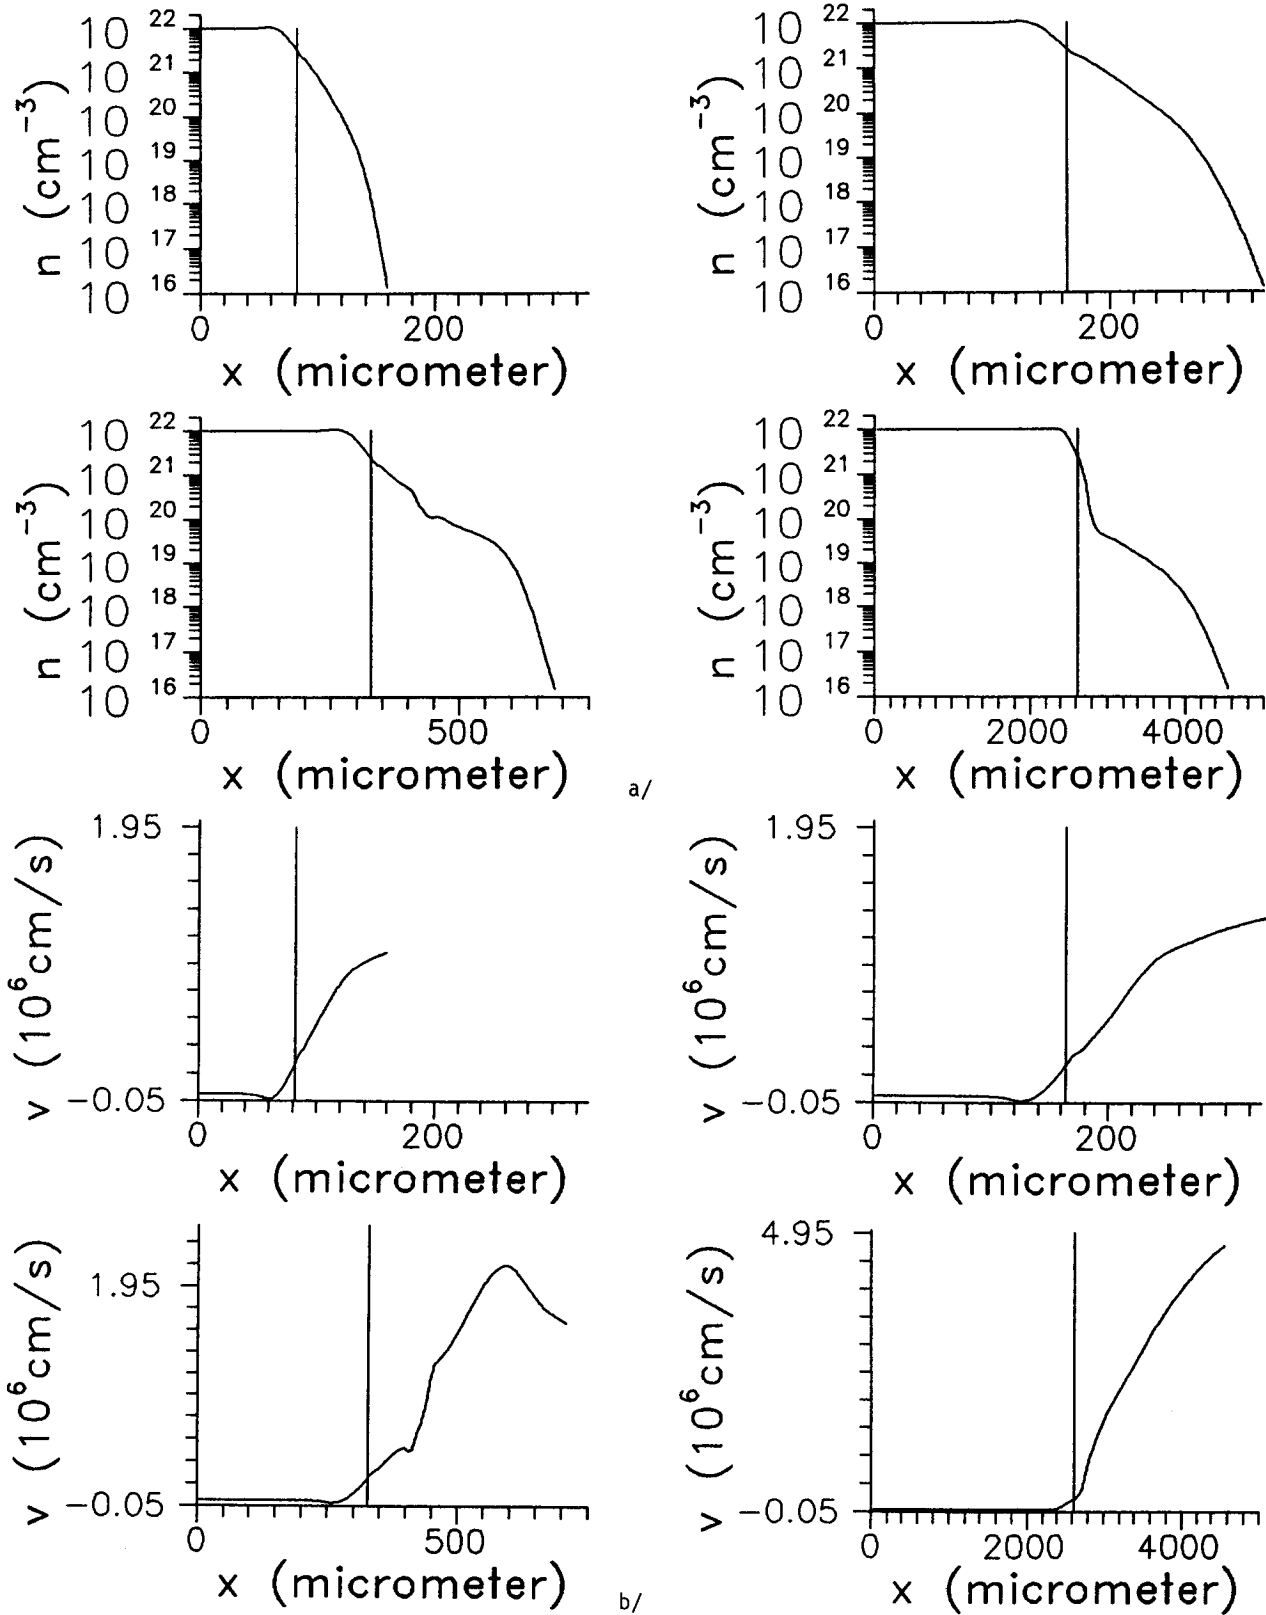 10^22 10^22
10^21 10^21
10^20 10^20
10^19 10^19
10^18 10^18
10^17 10^17
10^16 10^16
n (cm^-3) n (cm^-3)
0 200 0 200
x (micrometer) x (micrometer)
10^22 10^22
10^21 10^21
10^20 10^20
10^19 10^19
10^18 10^18
10^17 10^17
10^16 10^16
n (cm^-3) n (cm^-3)
0 500 0 2000 4000
x (micrometer) x (micrometer)
a/
1.95 1.95
v (10^6 cm/s) v (10^6 cm/s)
-0.05 -0.05
0 200 0 200
x (micrometer) x (micrometer)
1.95 4.95
v (10^6 cm/s) v (10^6 cm/s)
-0.05 -0.05
0 500 0 2000 4000
x (micrometer) x (micrometer)
b/